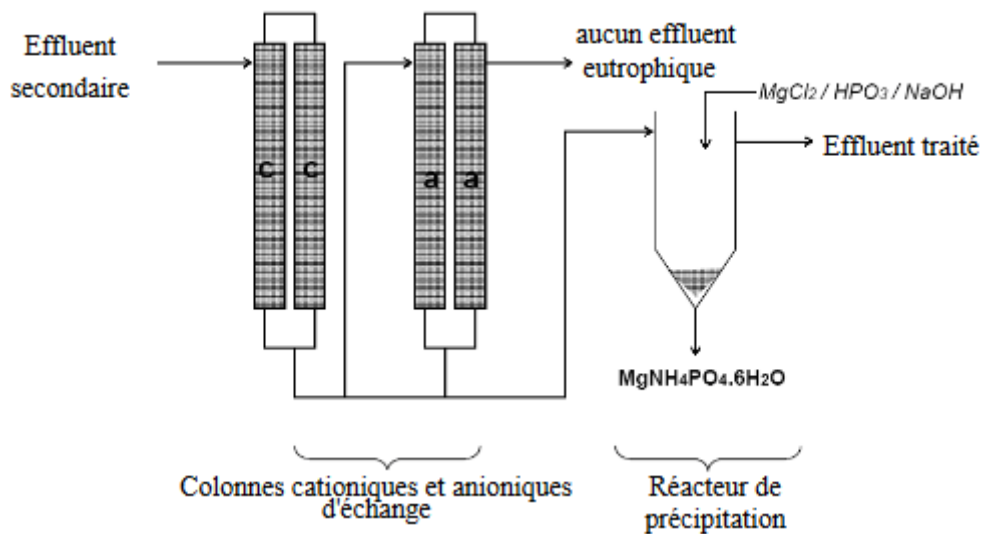 Effluent
secondaire
aucun effluent
eutrophique
MgCl2 / HPO3 / NaOH
Effluent traité
c c
a a
MgNH4PO4.6H2O
Colonnes cationiques et anioniques
d'échange
Réacteur de
précipitation